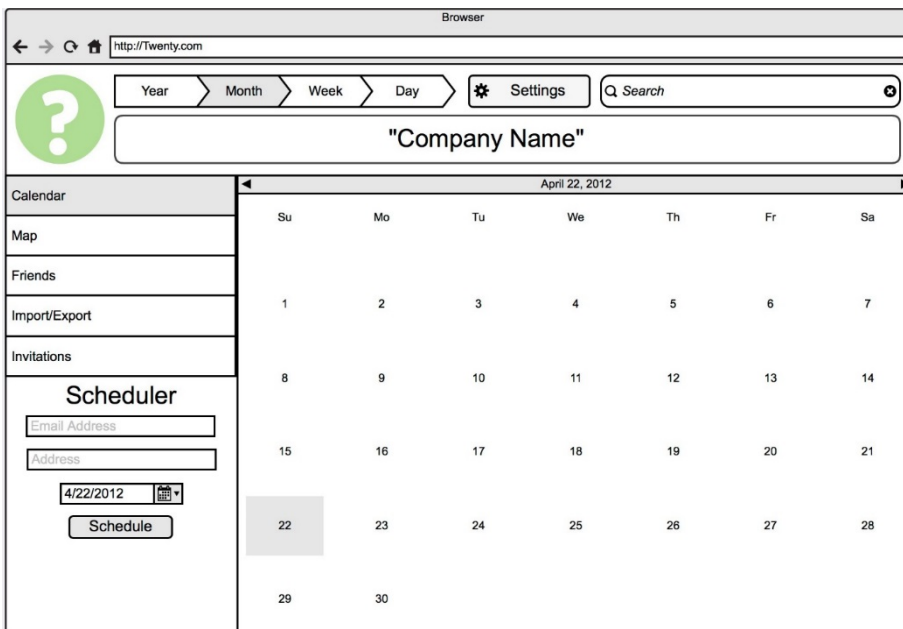 Browser
http://Twenty.com
?
Year Month Week Day Settings Search
"Company Name"
Calendar
Map
Friends
Import/Export
Invitations
Scheduler
Email Address
Address
4/22/2012
Schedule
April 22, 2012
Su Mo Tu We Th Fr Sa
1 2 3 4 5 6 7
8 9 10 11 12 13 14
15 16 17 18 19 20 21
22 23 24 25 26 27 28
29 30